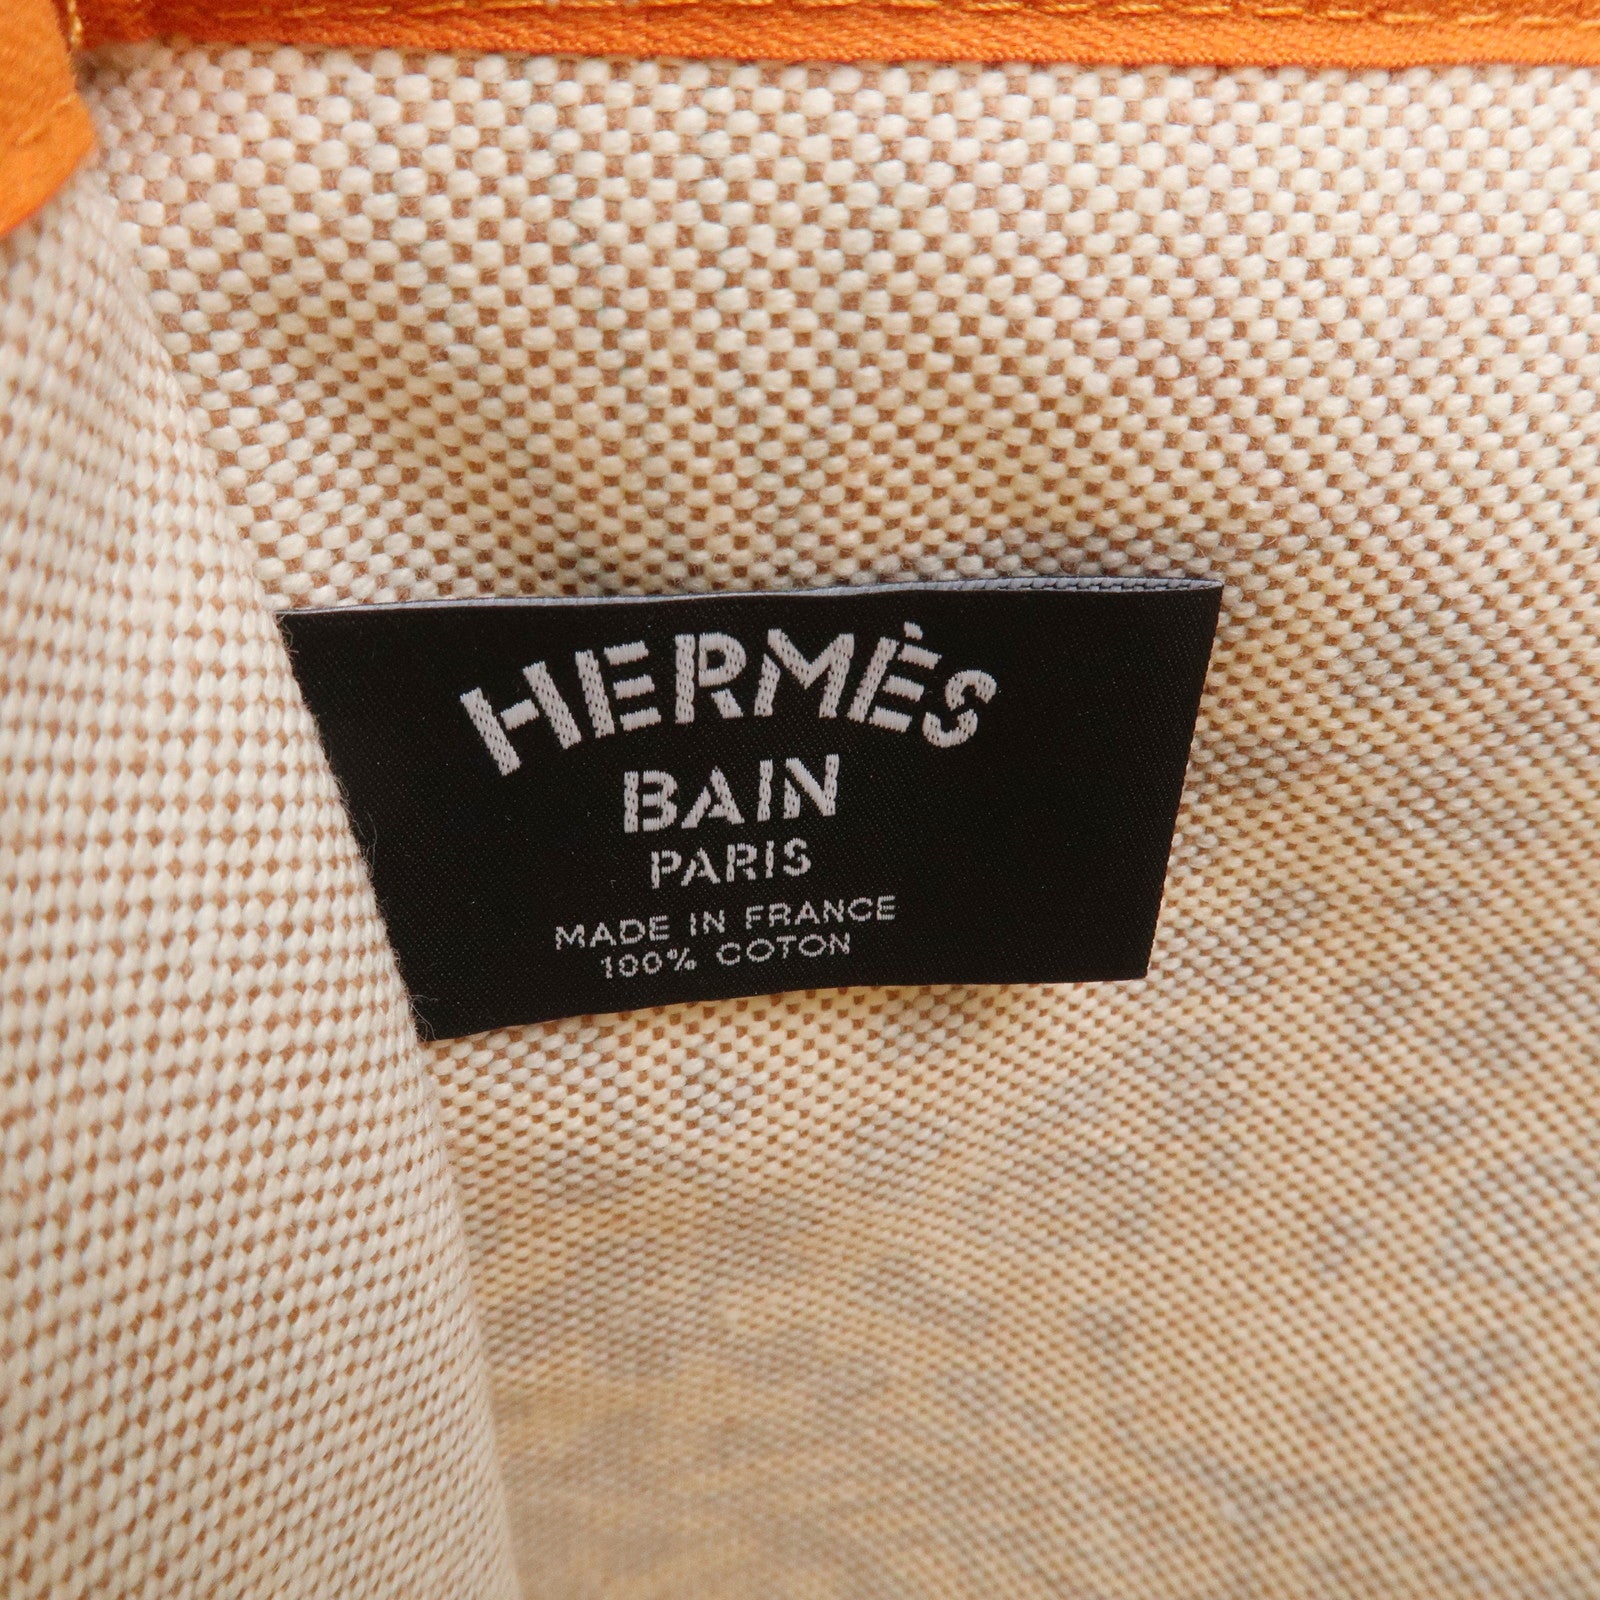 HERMÈS
BAIN
PARIS
MADE IN FRANCE
100% COTON